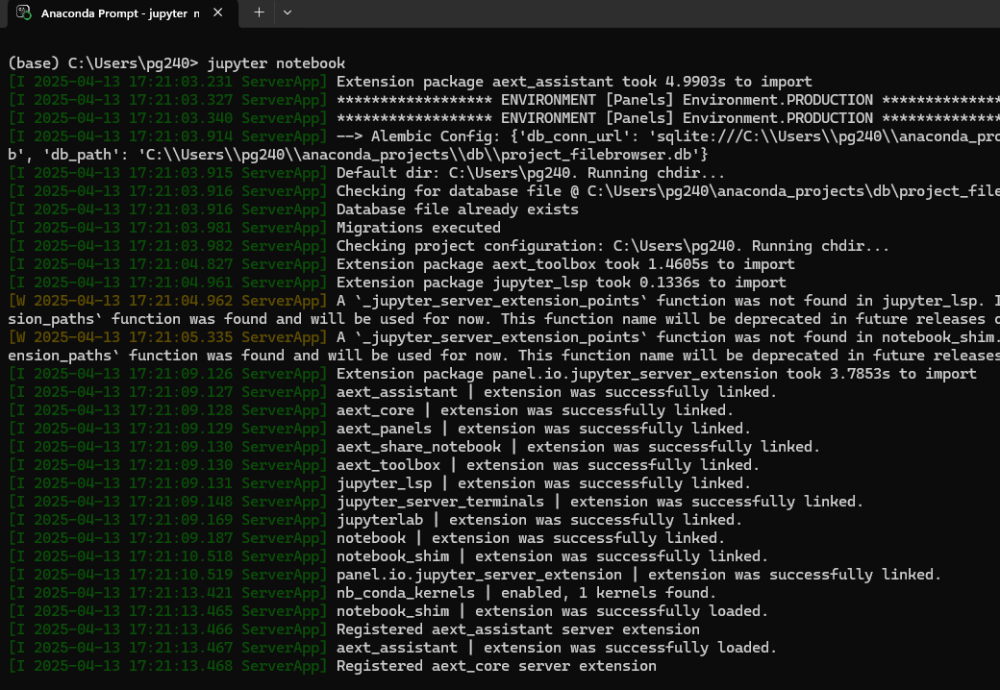 Anaconda Prompt - jupyter n
(base) C:\Users\pg240> jupyter notebook
[I 2025-04-13 17:21:03.231 ServerApp] Extension package aext_assistant took 4.9903s to import
[I 2025-04-13 17:21:03.327 ServerApp] ****************** ENVIRONMENT [Panels] Environment.PRODUCTION **************
[I 2025-04-13 17:21:03.340 ServerApp] ****************** ENVIRONMENT [Panels] Environment.PRODUCTION **************
[I 2025-04-13 17:21:03.914 ServerApp] --> Alembic Config: {'db_conn_url': 'sqlite:///C:\\Users\\pg240\\anaconda_pro
b', 'db_path': 'C:\\Users\\pg240\\anaconda_projects\\db\\project_filebrowser.db'}
[I 2025-04-13 17:21:03.915 ServerApp] Default dir: C:\Users\pg240. Running chdir...
[I 2025-04-13 17:21:03.916 ServerApp] Checking for database file @ C:\Users\pg240\anaconda_projects\db\project_file
[I 2025-04-13 17:21:03.916 ServerApp] Database file already exists
[I 2025-04-13 17:21:03.981 ServerApp] Migrations executed
[I 2025-04-13 17:21:03.982 ServerApp] Checking project configuration: C:\Users\pg240. Running chdir...
[I 2025-04-13 17:21:04.827 ServerApp] Extension package aext_toolbox took 1.4605s to import
[I 2025-04-13 17:21:04.961 ServerApp] Extension package jupyter_lsp took 0.1336s to import
[W 2025-04-13 17:21:04.962 ServerApp] A `_jupyter_server_extension_points` function was not found in jupyter_lsp. I
sion_paths` function was found and will be used for now. This function name will be deprecated in future releases o
[W 2025-04-13 17:21:05.335 ServerApp] A `_jupyter_server_extension_points` function was not found in notebook_shim.
ension_paths` function was found and will be used for now. This function name will be deprecated in future releases
[I 2025-04-13 17:21:09.126 ServerApp] Extension package panel.io.jupyter_server_extension took 3.7853s to import
[I 2025-04-13 17:21:09.127 ServerApp] aext_assistant | extension was successfully linked.
[I 2025-04-13 17:21:09.128 ServerApp] aext_core | extension was successfully linked.
[I 2025-04-13 17:21:09.129 ServerApp] aext_panels | extension was successfully linked.
[I 2025-04-13 17:21:09.130 ServerApp] aext_share_notebook | extension was successfully linked.
[I 2025-04-13 17:21:09.130 ServerApp] aext_toolbox | extension was successfully linked.
[I 2025-04-13 17:21:09.131 ServerApp] jupyter_lsp | extension was successfully linked.
[I 2025-04-13 17:21:09.148 ServerApp] jupyter_server_terminals | extension was successfully linked.
[I 2025-04-13 17:21:09.169 ServerApp] jupyterlab | extension was successfully linked.
[I 2025-04-13 17:21:09.187 ServerApp] notebook | extension was successfully linked.
[I 2025-04-13 17:21:10.518 ServerApp] notebook_shim | extension was successfully linked.
[I 2025-04-13 17:21:10.519 ServerApp] panel.io.jupyter_server_extension | extension was successfully linked.
[I 2025-04-13 17:21:13.421 ServerApp] nb_conda_kernels | enabled, 1 kernels found.
[I 2025-04-13 17:21:13.465 ServerApp] notebook_shim | extension was successfully loaded.
[I 2025-04-13 17:21:13.466 ServerApp] Registered aext_assistant server extension
[I 2025-04-13 17:21:13.467 ServerApp] aext_assistant | extension was successfully loaded.
[I 2025-04-13 17:21:13.468 ServerApp] Registered aext_core server extension